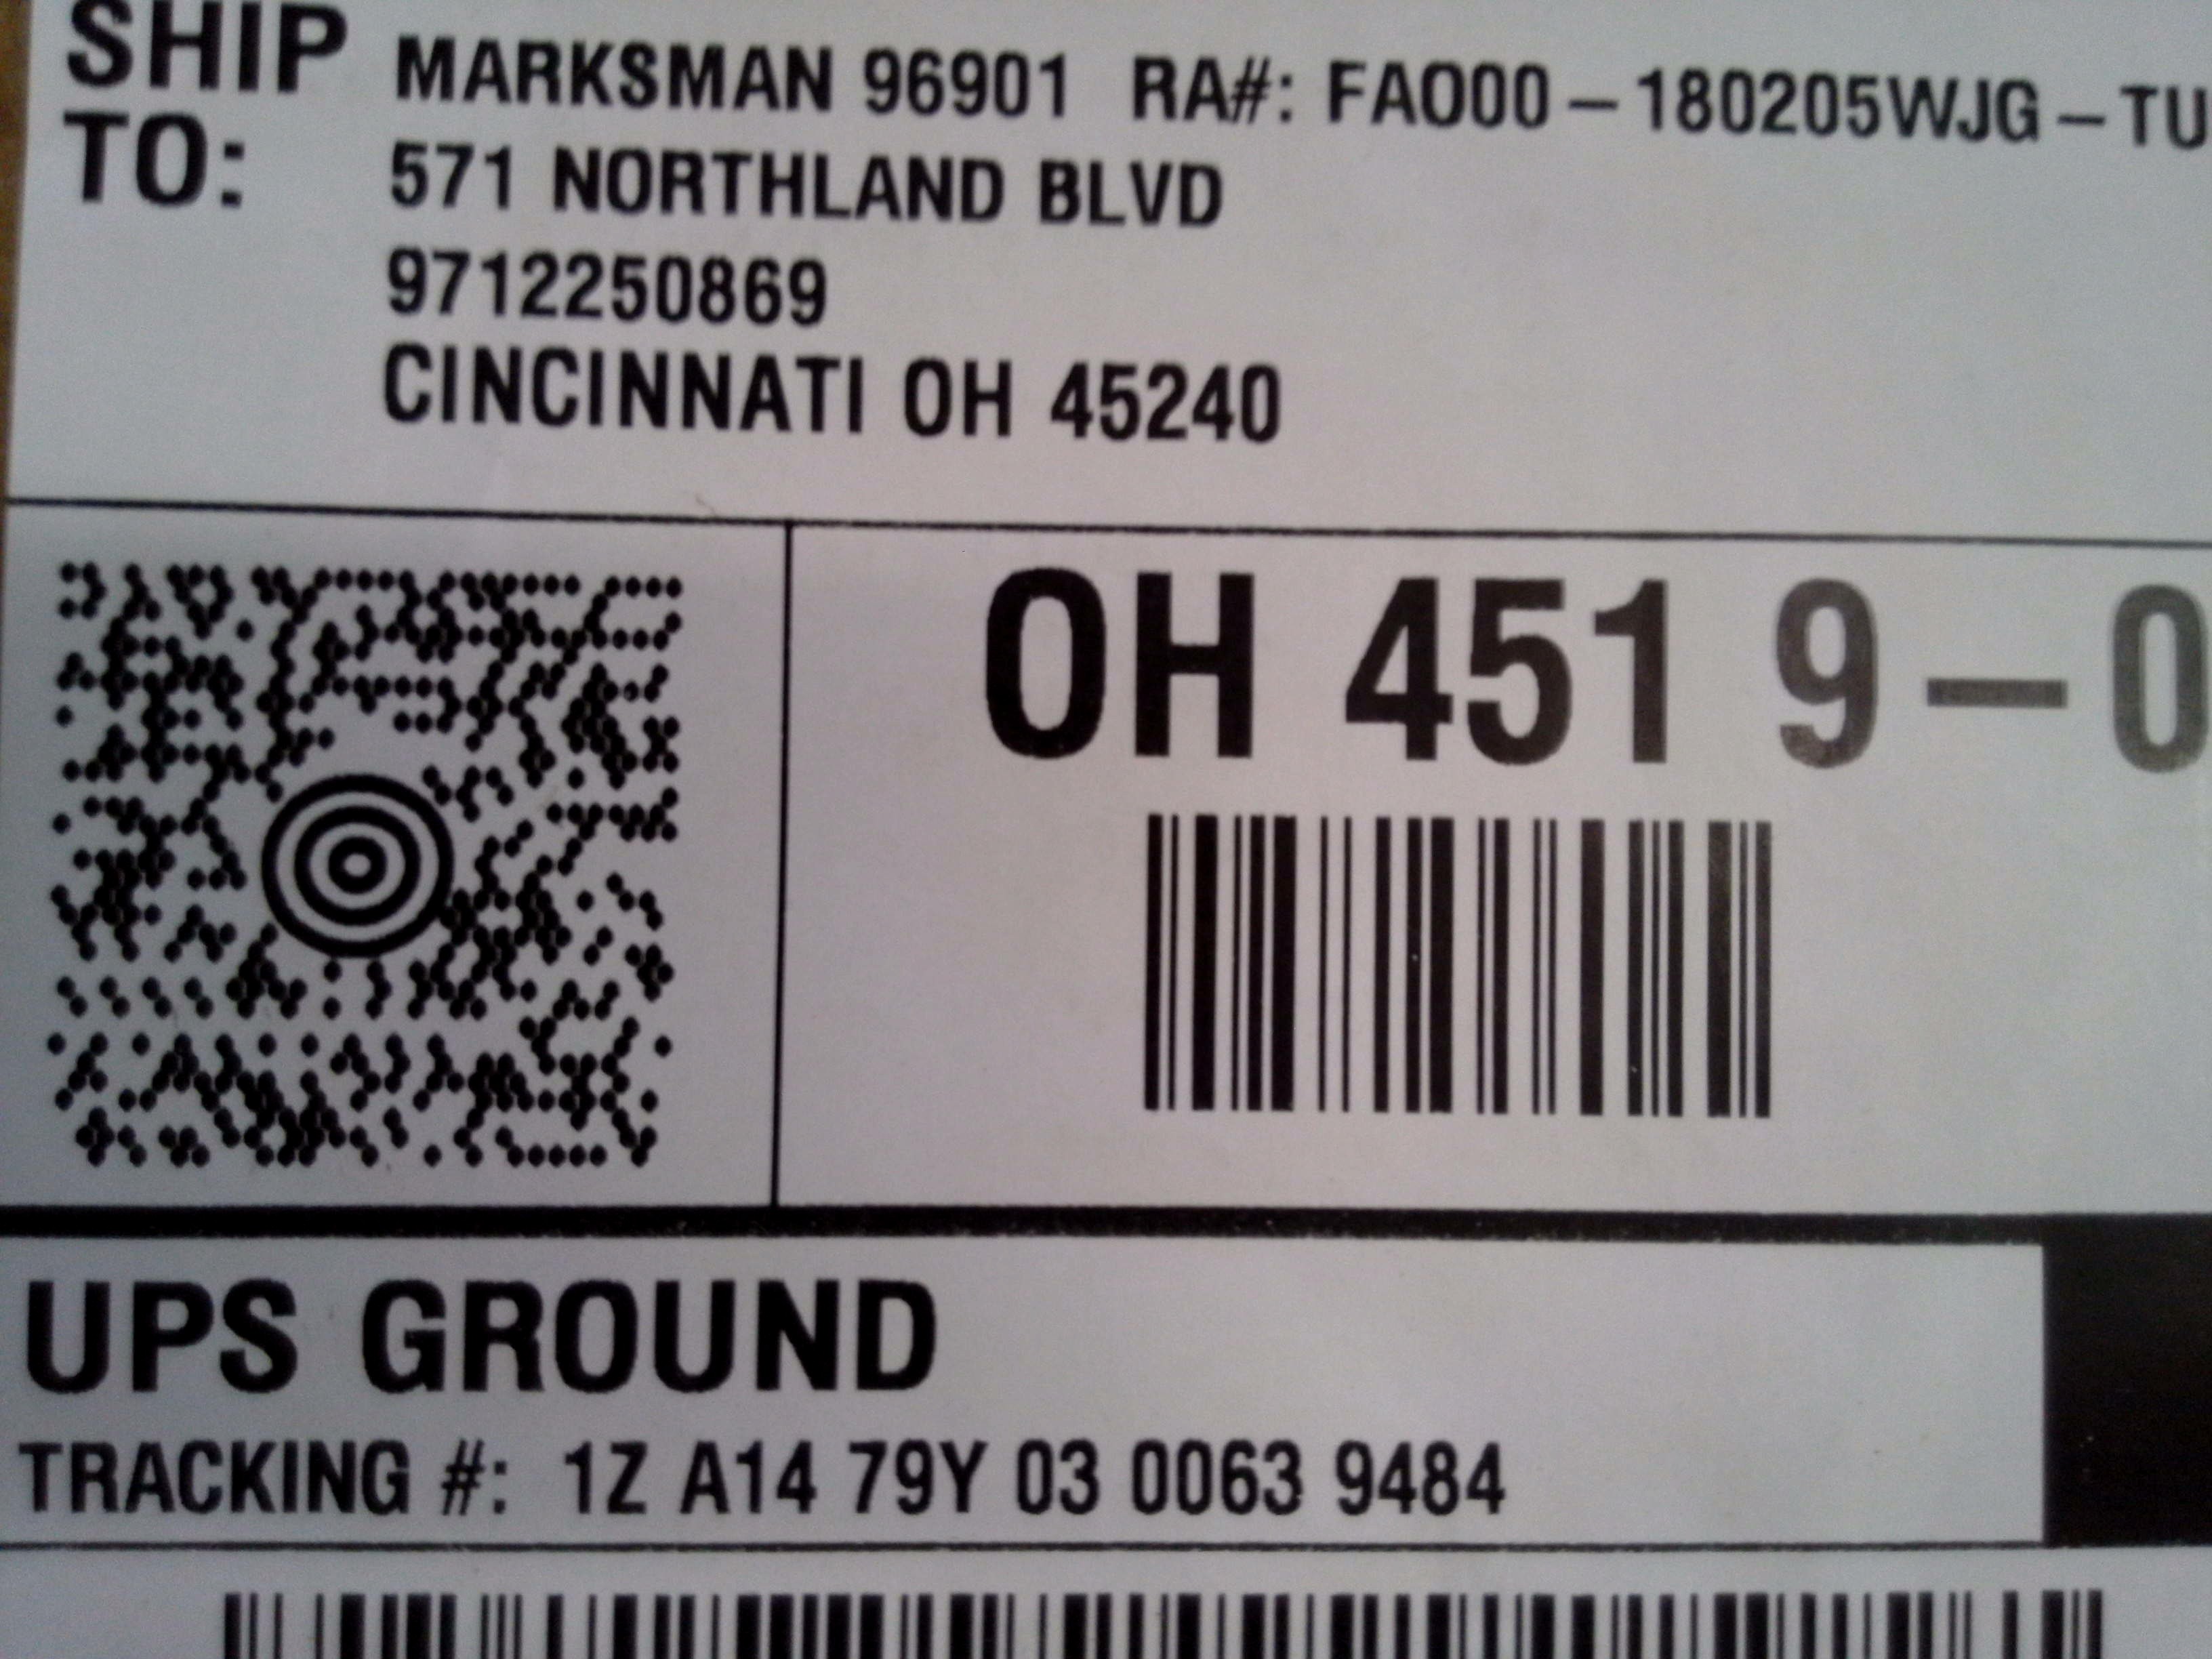 SHIP TO:
MARKSMAN 96901 RA#: FAO00-180205WJG-TU
571 NORTHLAND BLVD
9712250869
CINCINNATI OH 45240
OH 451 9-0
UPS GROUND
TRACKING #: 1Z A14 79Y 03 0063 9484